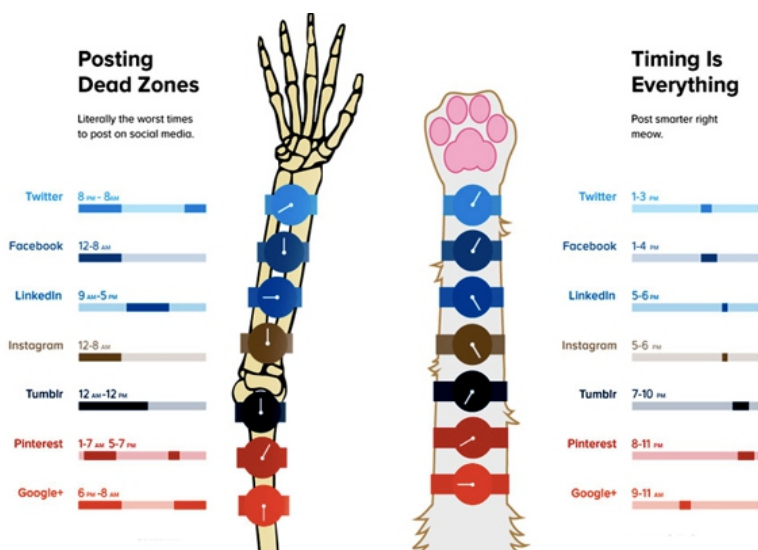 Posting
Dead Zones
Literally the worst times
to post on social media.
Twitter
8 PM - 8AM
Facebook
12-8 AM
LinkedIn
9 AM-5 PM
Instagram
12-8 AM
Tumblr
12 AM-12 PM
Pinterest
1-7 AM 5-7 PM
Google+
6 PM -8 AM
Timing Is
Everything
Post smarter right
meow.
Twitter
1-3 PM
Facebook
1-4 PM
LinkedIn
5-6 PM
Instagram
5-6 PM
Tumblr
7-10 PM
Pinterest
8-11 PM
Google+
9-11 AM